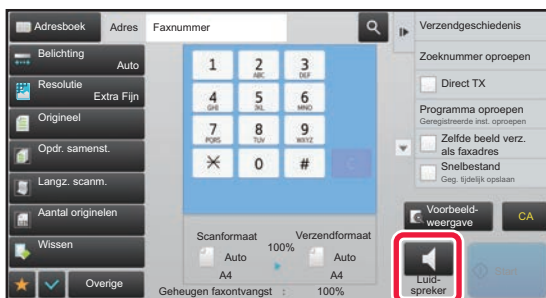 Adresboek
Adres
Faxnummer
Belichting
Auto
Resolutie
Extra Fijn
Origineel
Opdr. samenst.
Langz. scanm.
Aantal originelen
Wissen
Overige
1
2
ABC
3
DEF
4
GHI
5
JKL
6
MNO
7
PQRS
8
TUV
9
WXYZ
0
#
C
Scanformaat
100%
Verzendformaat
Auto
A4
Auto
A4
Geheugen faxontvangst : 100%
Verzendgeschiedenis
Zoeknummer oproepen
Direct TX
Programma oproepen
Geregistreerde inst. oproepen
Zelfde beeld verz.
als faxadres
Snelbestand
Geg. tijdelijk opslaan
Voorbeeld-
weergave
CA
Luid-
spreker
Start